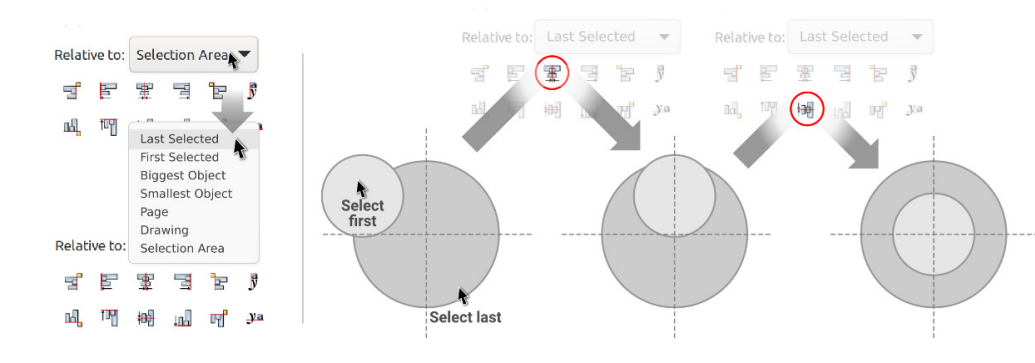 Relative to: Selection Area
Last Selected
First Selected
Biggest Object
Smallest Object
Page
Drawing
Selection Area
Relative to:
Relative to: Last Selected
Relative to: Last Selected
Select
first
Select last